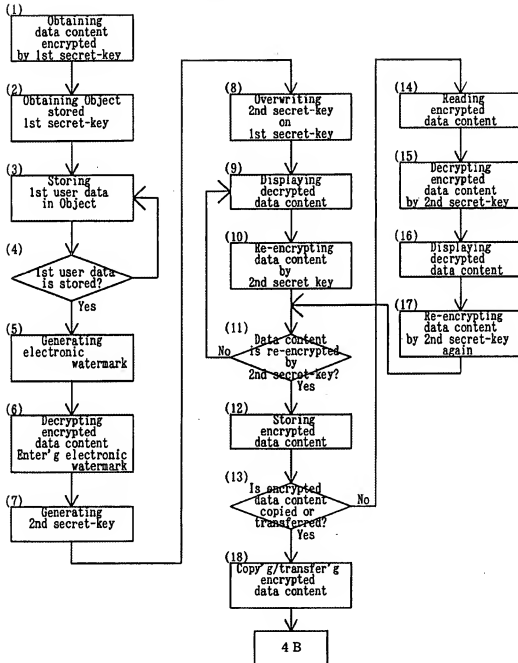 (1)
Obtaining
data content
encrypted
by 1st secret-key
(2)
Obtaining Object
stored
1st secret-key
(3)
Storing
1st user data
in Object
(4)
1st user data
is stored?
Yes
(5)
Generating
electronic
watermark
(6)
Decrypting
encrypted
data content
Enter'g electronic
watermark
(7)
Generating
2nd secret-key
(8)
Overwriting
2nd secret-key
on
1st secret-key
(9)
Displaying
decrypted
data content
(10)
Re-encrypting
data content
by
2nd secret key
(11)
Data content
is re-encrypted
by
2nd secret-key?
No
Yes
(12)
Storing
encrypted
data content
(13)
Is encrypted
data content
copied or
transferred?
No
Yes
(18)
Copy'g/transfer'g
encrypted
data content
4 B
(14)
Reading
encrypted
data content
(15)
Decrypting
encrypted
data content
by 2nd secret-key
(16)
Displaying
decrypted
data content
(17)
Re-encrypting
data content
by 2nd secret-key
again